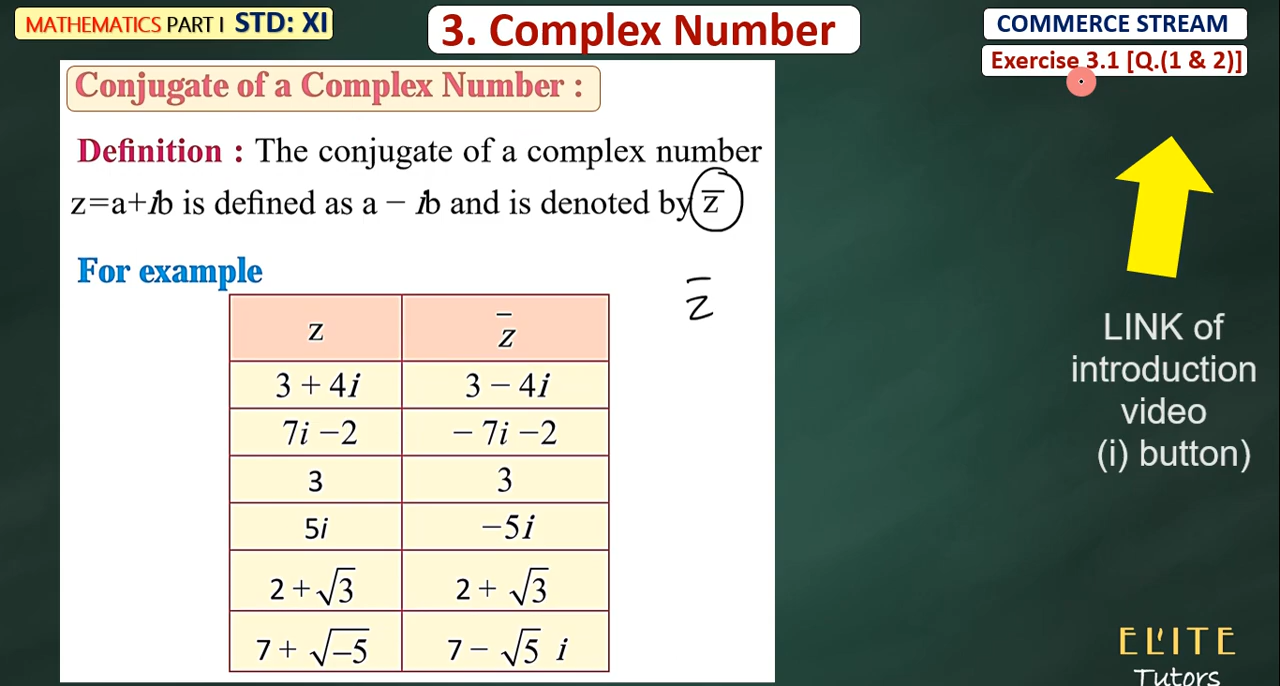 MATHEMATICS PART I STD: XI
3. Complex Number
COMMERCE STREAM
Exercise 3.1 [Q.(1 & 2)]
Conjugate of a Complex Number :
Definition : The conjugate of a complex number
z=a+ib is defined as a − ib and is denoted by z̅
For example
z̅
z z̅
3 + 4i 3 − 4i
7i −2 − 7i −2
3 3
5i −5i
2 + √3 2 + √3
7 + √−5 7 − √5 i
LINK of
introduction
video
(i) button)
ELITE
Tutors